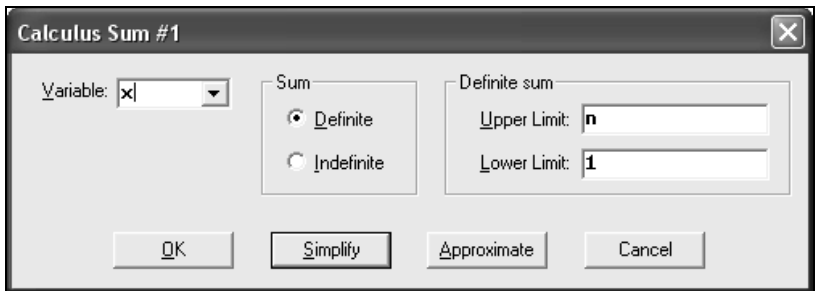 Calculus Sum #1
Variable: x
Sum
Definite
Indefinite
Definite sum
Upper Limit: n
Lower Limit: 1
OK Simplify Approximate Cancel